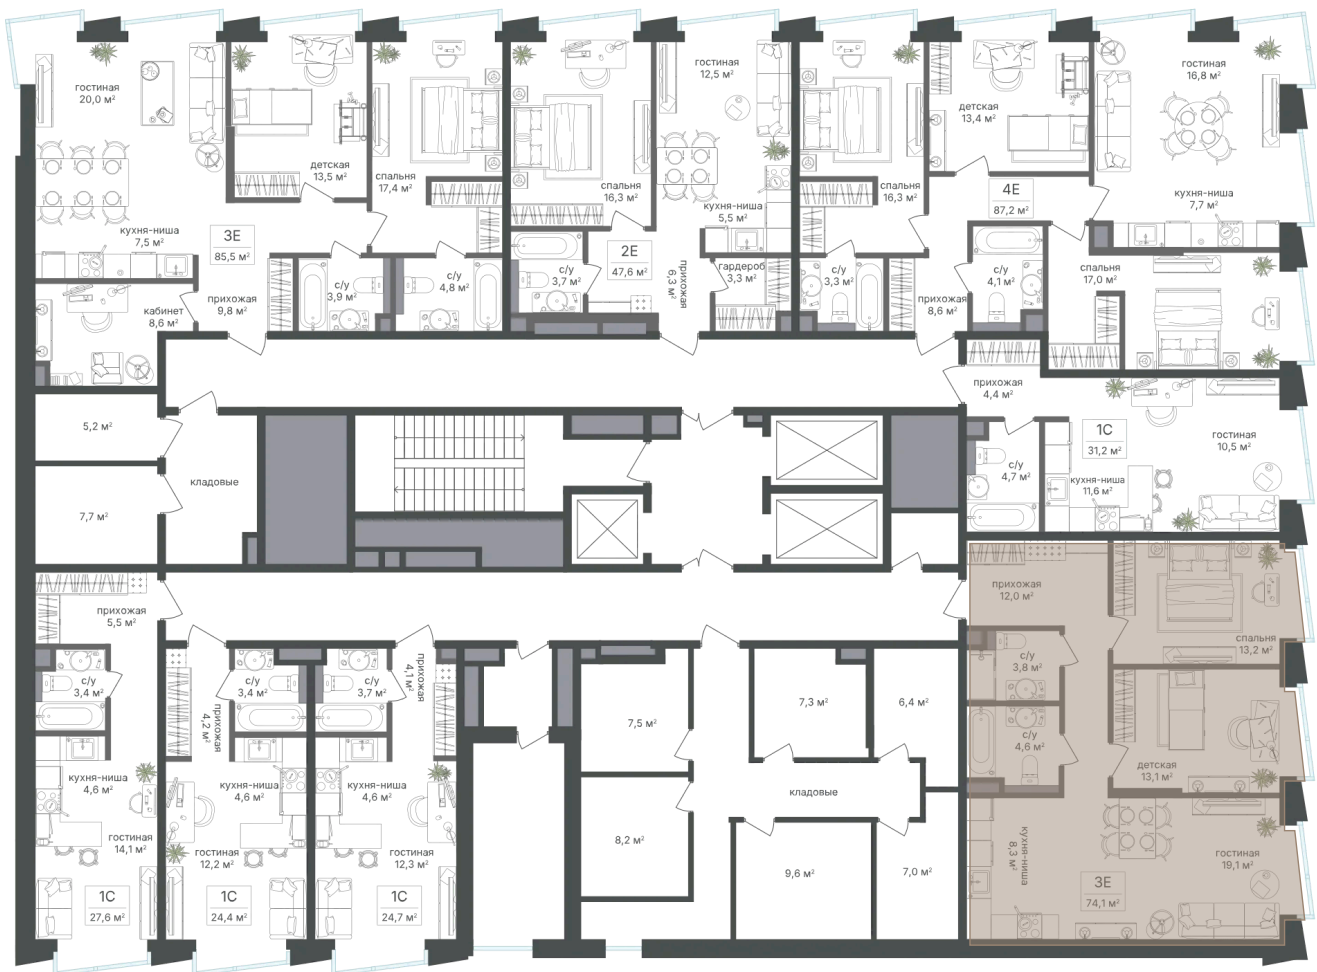 гостиная
20,0 м²
кухня-ниша
7,5 м²
3Е
85,5 м²
детская
13,5 м²
спальня
17,4 м²
кабинет
8,6 м²
прихожая
9,8 м²
с/у
3,9 м²
с/у
4,8 м²
спальня
16,3 м²
с/у
3,7 м²
2Е
47,6 м²
гостиная
12,5 м²
кухня-ниша
5,5 м²
прихожая
6,3 м²
гардероб
3,3 м²
спальня
16,3 м²
с/у
3,3 м²
прихожая
8,6 м²
детская
13,4 м²
4Е
87,2 м²
с/у
4,1 м²
гостиная
16,8 м²
кухня-ниша
7,7 м²
спальня
17,0 м²
прихожая
4,4 м²
с/у
4,7 м²
1С
31,2 м²
кухня-ниша
11,6 м²
гостиная
10,5 м²
5,2 м²
7,7 м²
кладовые
прихожая
5,5 м²
с/у
3,4 м²
кухня-ниша
4,6 м²
гостиная
14,1 м²
1С
27,6 м²
с/у
3,4 м²
прихожая
4,2 м²
кухня-ниша
4,6 м²
гостиная
12,2 м²
1С
24,4 м²
с/у
3,7 м²
прихожая
4,1 м²
кухня-ниша
4,6 м²
гостиная
12,3 м²
1С
24,7 м²
7,5 м²
8,2 м²
7,3 м²
6,4 м²
кладовые
9,6 м²
7,0 м²
прихожая
12,0 м²
с/у
3,8 м²
с/у
4,6 м²
спальня
13,2 м²
детская
13,1 м²
кухня-ниша
8,3 м²
3Е
74,1 м²
гостиная
19,1 м²